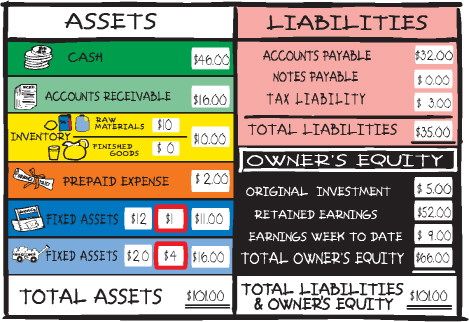 ASSETS
CASH $46.00
ACCOUNTS RECEIVABLE $16.00
INVENTORY RAW MATERIALS $10 $10.00
FINISHED GOODS $ 0
PREPAID EXPENSE $ 2.00
FIXED ASSETS $12 $1 $11.00
FIXED ASSETS $20 $4 $16.00
TOTAL ASSETS $101.00
LIABILITIES
ACCOUNTS PAYABLE $32.00
NOTES PAYABLE $ 0.00
TAX LIABILITY $ 3.00
TOTAL LIABILITIES $35.00
OWNER'S EQUITY
ORIGINAL INVESTMENT $ 5.00
RETAINED EARNINGS $52.00
EARNINGS WEEK TO DATE $ 9.00
TOTAL OWNER'S EQUITY $66.00
TOTAL LIABILITIES
& OWNER'S EQUITY $101.00